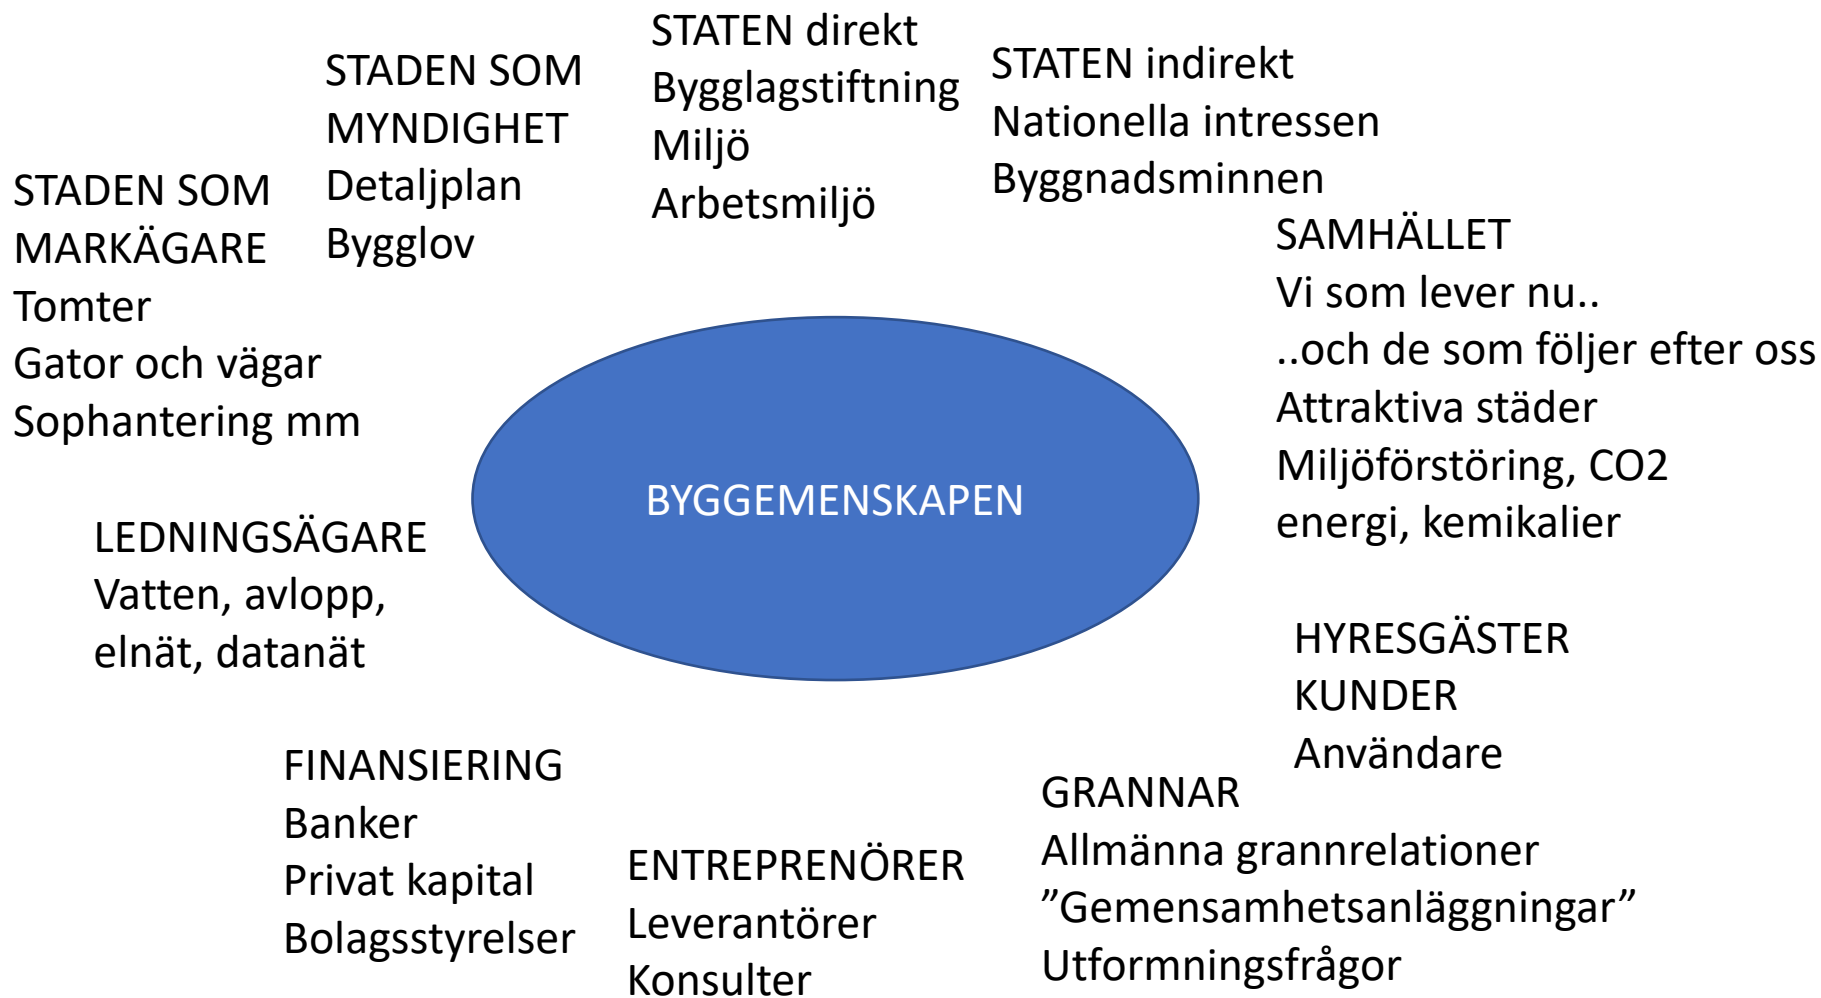 STATEN direkt
Bygglagstiftning
Miljö
Arbetsmiljö
STATEN indirekt
Nationella intressen
Byggnadsminnen
STADEN SOM
MYNDIGHET
Detaljplan
Bygglov
STADEN SOM
MARKÄGARE
Tomter
Gator och vägar
Sophantering mm
SAMHÄLLET
Vi som lever nu..
..och de som följer efter oss
Attraktiva städer
Miljöförstöring, CO2
energi, kemikalier
BYGGEMENSKAPEN
LEDNINGSÄGARE
Vatten, avlopp,
elnät, datanät
HYRESGÄSTER
KUNDER
Användare
FINANSIERING
Banker
Privat kapital
Bolagsstyrelser
ENTREPRENÖRER
Leverantörer
Konsulter
GRANNAR
Allmänna grannrelationer
”Gemensamhetsanläggningar”
Utformningsfrågor